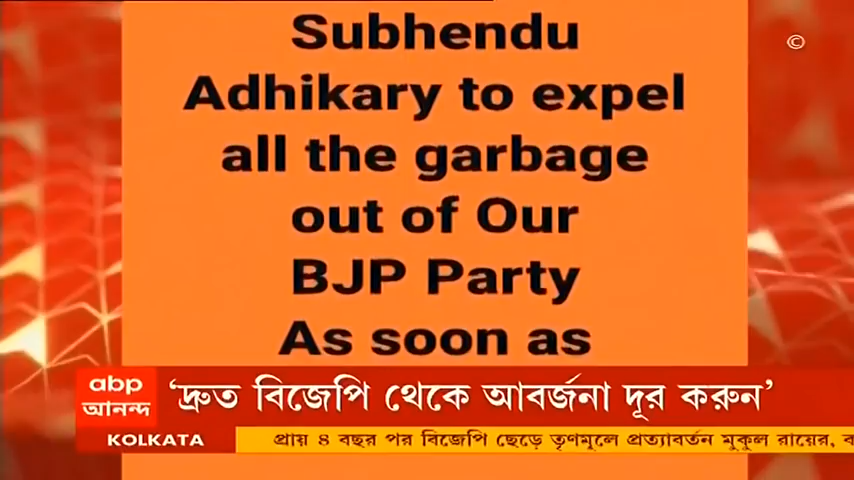 ©
Subhendu
Adhikary to expel
all the garbage
out of Our
BJP Party
As soon as
abp
আনন্দ
‘দ্রুত বিজেপি থেকে আবর্জনা দূর করুন’
KOLKATA
প্রায় ৪ বছর পর বিজেপি ছেড়ে তৃণমূলে প্রত্যাবর্তন মুকুল রায়ের,